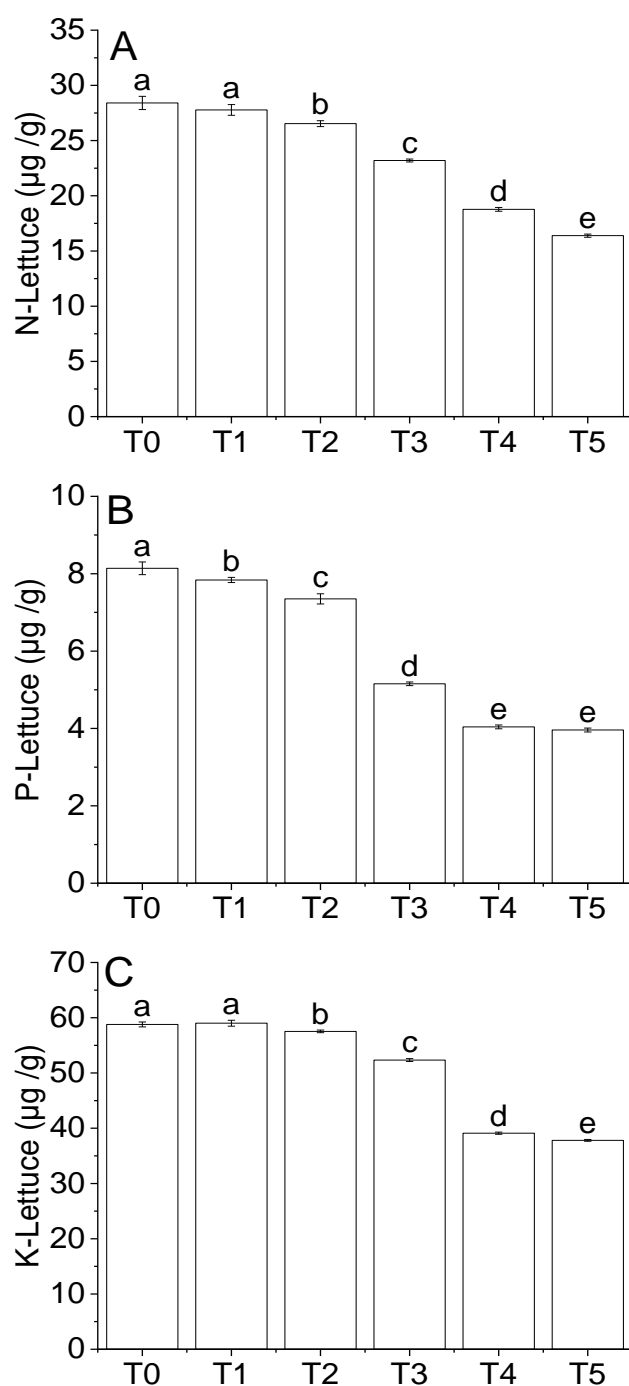 A
N-Lettuce (μg /g)
35
30
25
20
15
10
5
0
a
a
b
c
d
e
T0 T1 T2 T3 T4 T5
B
P-Lettuce (μg /g)
10
8
6
4
2
0
a
b
c
d
e
e
T0 T1 T2 T3 T4 T5
C
K-Lettuce (μg /g)
70
60
50
40
30
20
10
0
a
a
b
c
d
e
T0 T1 T2 T3 T4 T5